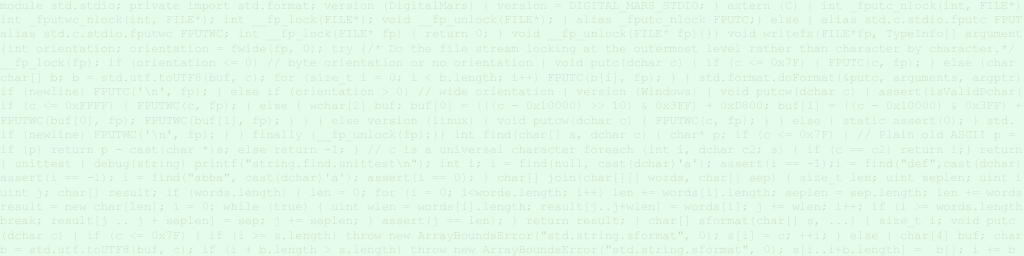 module std.stdio; private import std.format; version (DigitalMars) { version = DIGITAL_MARS_STDIO; } extern (C) { int _fputc_nlock(int, FILE*)
int _fputwc_nlock(int, FILE*); int __fp_lock(FILE*); void __fp_unlock(FILE*); } alias _fputc_nlock FPUTC;} else { alias std.c.stdio.fputc FPUT
alias std.c.stdio.fputwc FPUTWC; int __fp_lock(FILE* fp) { return 0; } void __fp_unlock(FILE* fp){}} void writefx(FILE*fp, TypeInfo[] argument
(int orientation; orientation = fwide(fp, 0); try {/* Do the file stream locking at the outermost level rather than character by character.*/
__fp_lock(fp); if (orientation <= 0) // byte orientation or no orientation { void putc(dchar c) { if (c <= 0x7F) { FPUTC(c, fp); } else {char
char[] b; b = std.utf.toUTF8(buf, c); for (size_t i = 0; i < b.length; i++) FPUTC(b[i], fp); } } std.format.doFormat(&putc, arguments, argptr)
if (newline) FPUTC('\n', fp); } else if (orientation > 0) // wide orientation { version (Windows) { void putwc(dchar c) { assert(isValidDchar(
if (c <= 0xFFFF) { FPUTWC(c, fp); } else { wchar[2] buf; buf[0] = (((c - 0x10000) >> 10) & 0x3FF) + 0xD800; buf[1] = ((c - 0x10000) & 0x3FF) +
FPUTWC(buf[0], fp); FPUTWC(buf[1], fp); } } } else version (linux) { void putwc(dchar c) { FPUTWC(c, fp); } } else { static assert(0); } std.
if (newline) FPUTWC('\n', fp); } } finally {__fp_unlock(fp);}} int find(char[] s, dchar c) { char* p; if (c <= 0x7F) { // Plain old ASCII p =
if (p) return p - cast(char *)s; else return -1; } // c is a universal character foreach (int i, dchar c2; s) { if (c == c2) return i;} return
} unittest { debug(string) printf("string.find.unittest\n"); int i; i = find(null, cast(dchar)'a'); assert(i == -1);i = find("def",cast(dchar)
assert(i == -1); i = find("abba", cast(dchar)'a'); assert(i == 0); } char[] join(char[][] words, char[] sep) { size_t len; uint seplen; uint i
uint j; char[] result; if (words.length) { len = 0; for (i = 0; i<words.length; i++) len += words[i].length; seplen = sep.length; len += words
result = new char[len]; i = 0; while (true) { uint wlen = words[i].length; result[j..j+wlen] = words[i]; j += wlen; i++; if (i >= words.length
break; result[j .. j + seplen] = sep; j += seplen; } assert(j == len); } return result; } char[] sformat(char[] s, ...) { size_t i; void putc
(dchar c) { if (c <= 0x7F) { if (i >= s.length) throw new ArrayBoundsError("std.string.sformat", 0); s[i] = c; ++i; } else { char[4] buf; char
b = std.utf.toUTF8(buf, c); if (i + b.length > s.length) throw new ArrayBoundsError("std.string.sformat", 0); s[i..i+b.length] = b[]; i += b